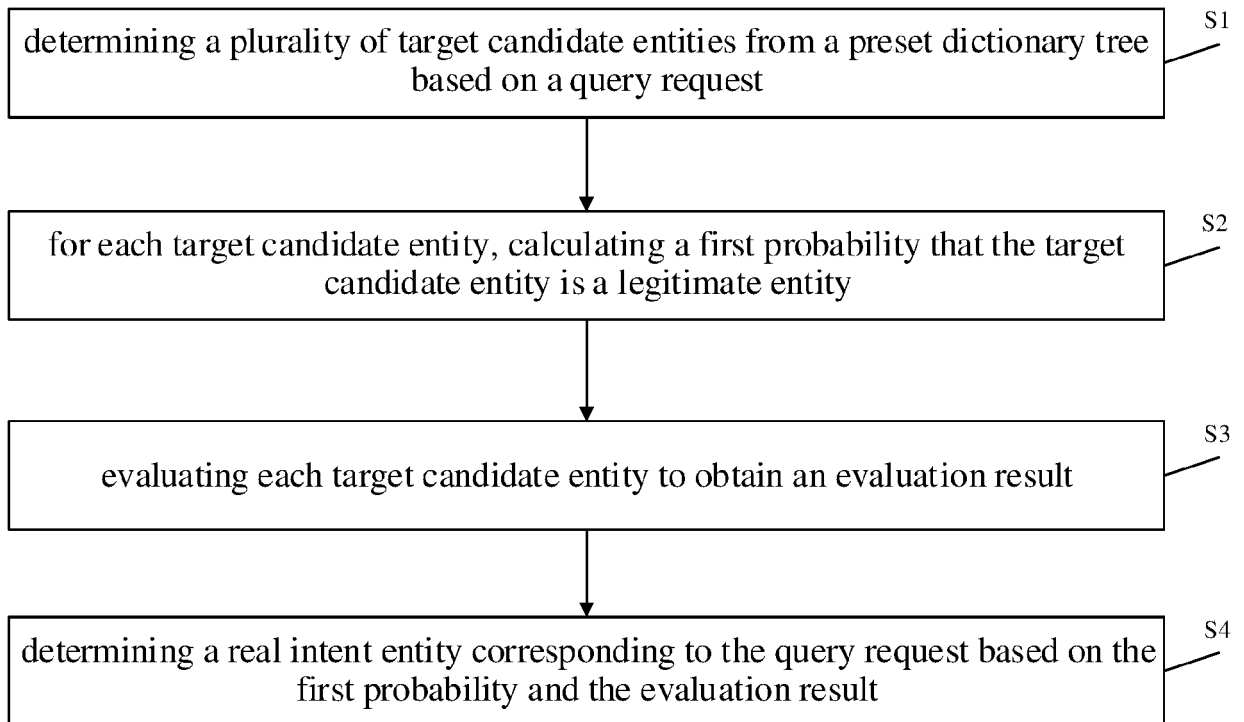 S1
determining a plurality of target candidate entities from a preset dictionary tree
based on a query request
S2
for each target candidate entity, calculating a first probability that the target
candidate entity is a legitimate entity
S3
evaluating each target candidate entity to obtain an evaluation result
S4
determining a real intent entity corresponding to the query request based on the
first probability and the evaluation result